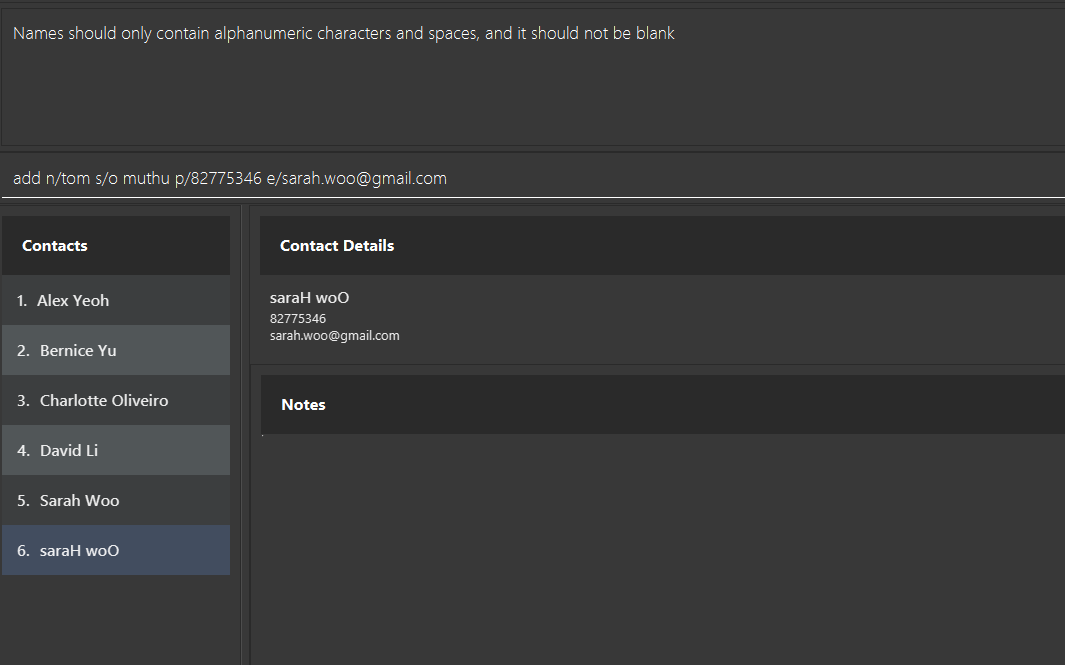 Names should only contain alphanumeric characters and spaces, and it should not be blank
add n/tom s/o muthu p/82775346 e/sarah.woo@gmail.com
Contacts
1. Alex Yeoh
2. Bernice Yu
3. Charlotte Oliveiro
4. David Li
5. Sarah Woo
6. saraH woO
Contact Details
saraH woO
82775346
sarah.woo@gmail.com
Notes